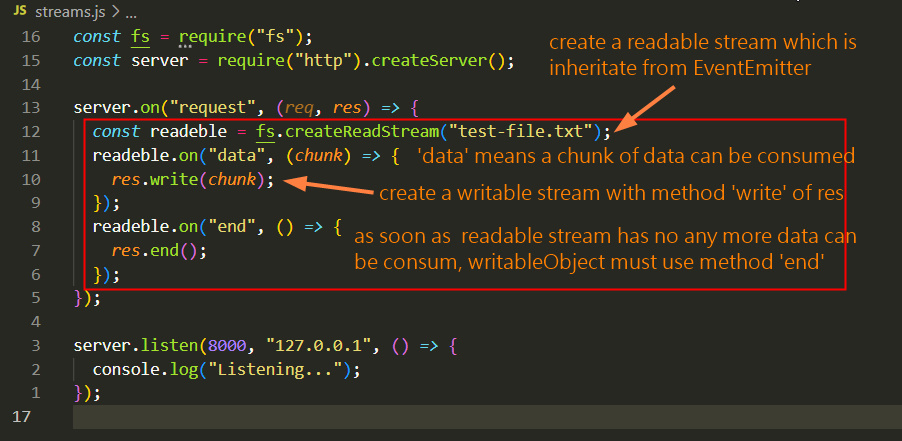 JS streams.js > ...
16 const fs = require("fs");
15 const server = require("http").createServer();
create a readable stream which is
inheritate from EventEmitter
14
13 server.on("request", (req, res) => {
12 const readeble = fs.createReadStream("test-file.txt");
11 readeble.on("data", (chunk) => { 'data' means a chunk of data can be consumed
10 res.write(chunk);
create a writable stream with method 'write' of res
9 });
8 readeble.on("end", () => {
as soon as readable stream has no any more data can
7 res.end();
be consum, writableObject must use method 'end'
6 });
5 });
4
3 server.listen(8000, "127.0.0.1", () => {
2 console.log("Listening...");
1 });
17